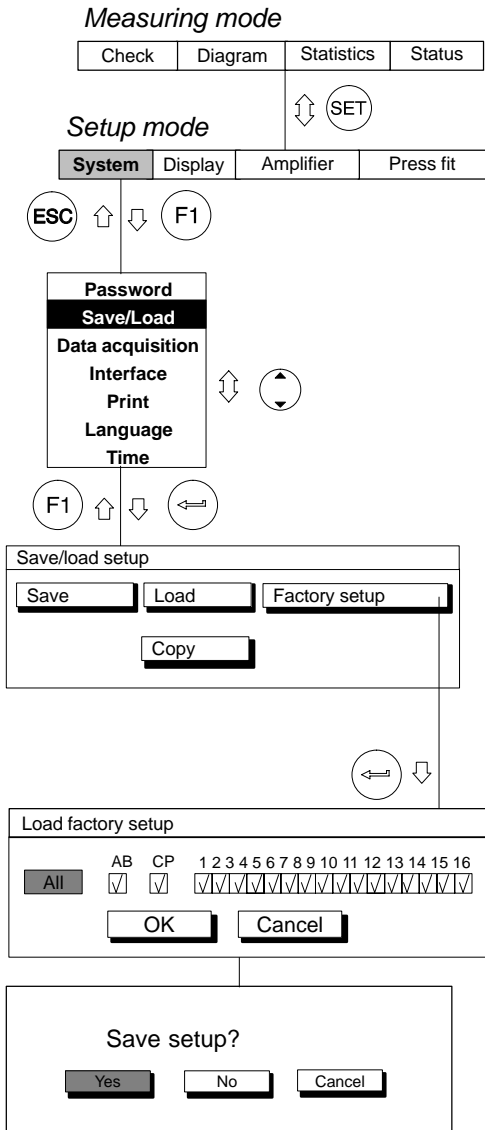 Measuring mode
Check Diagram Statistics Status
SET
Setup mode
System Display Amplifier Press fit
ESC F1
Password
Save/Load
Data acquisition
Interface
Print
Language
Time
F1
Save/load setup
Save Load Factory setup
Copy
Load factory setup
AB CP 1 2 3 4 5 6 7 8 9 10 11 12 13 14 15 16
All
OK Cancel
Save setup?
Yes No Cancel